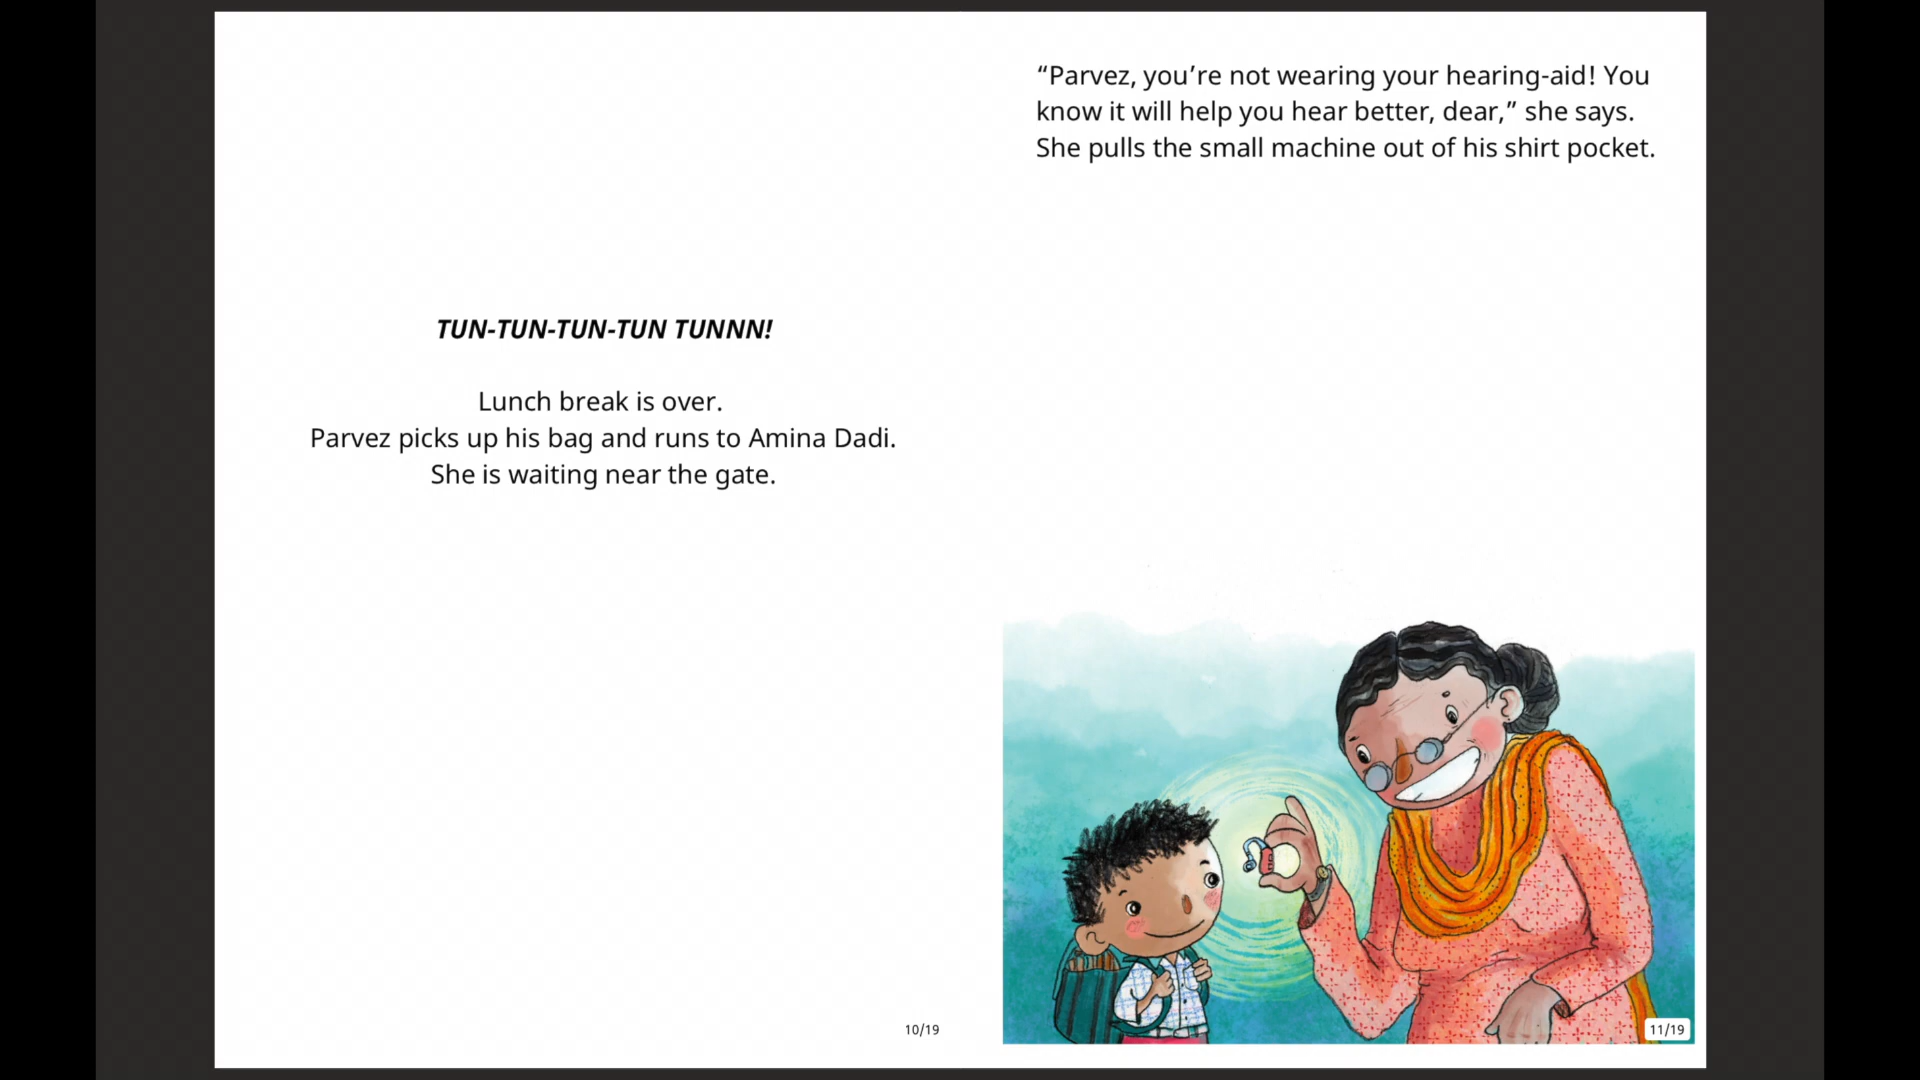 TUN-TUN-TUN-TUN TUNNN!
Lunch break is over.
Parvez picks up his bag and runs to Amina Dadi.
She is waiting near the gate.
10/19
“Parvez, you’re not wearing your hearing-aid! You
know it will help you hear better, dear,” she says.
She pulls the small machine out of his shirt pocket.
11/19